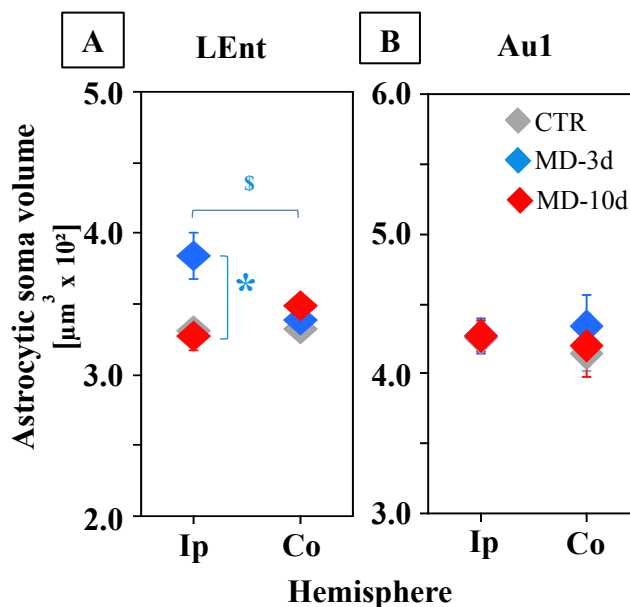 A LEnt
B Au1
Astrocytic soma volume
[µm³ x 10²]
5.0
4.0
3.0
2.0
$
*
Ip Co
6.0
5.0
4.0
3.0
CTR
MD-3d
MD-10d
Ip Co
Hemisphere